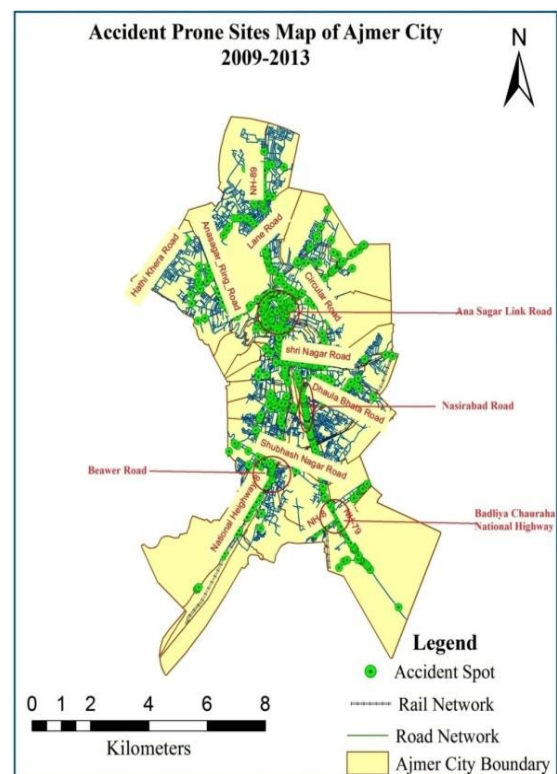 Accident Prone Sites Map of Ajmer City
2009-2013
N
NH-89
Lane Road
Anasagar_Ring_Road
Hathi Khera Road
Circular Road
Ana Sagar Link Road
shri Nagar Road
Dhaula Bhata Road
Nasirabad Road
Shubhash Nagar Road
Beawer Road
National Heighway 8
NH-8
NH-79
Badliya Chauraha
National Highway
Legend
Accident Spot
Rail Network
Road Network
Ajmer City Boundary
0 1 2 4 6 8
Kilometers